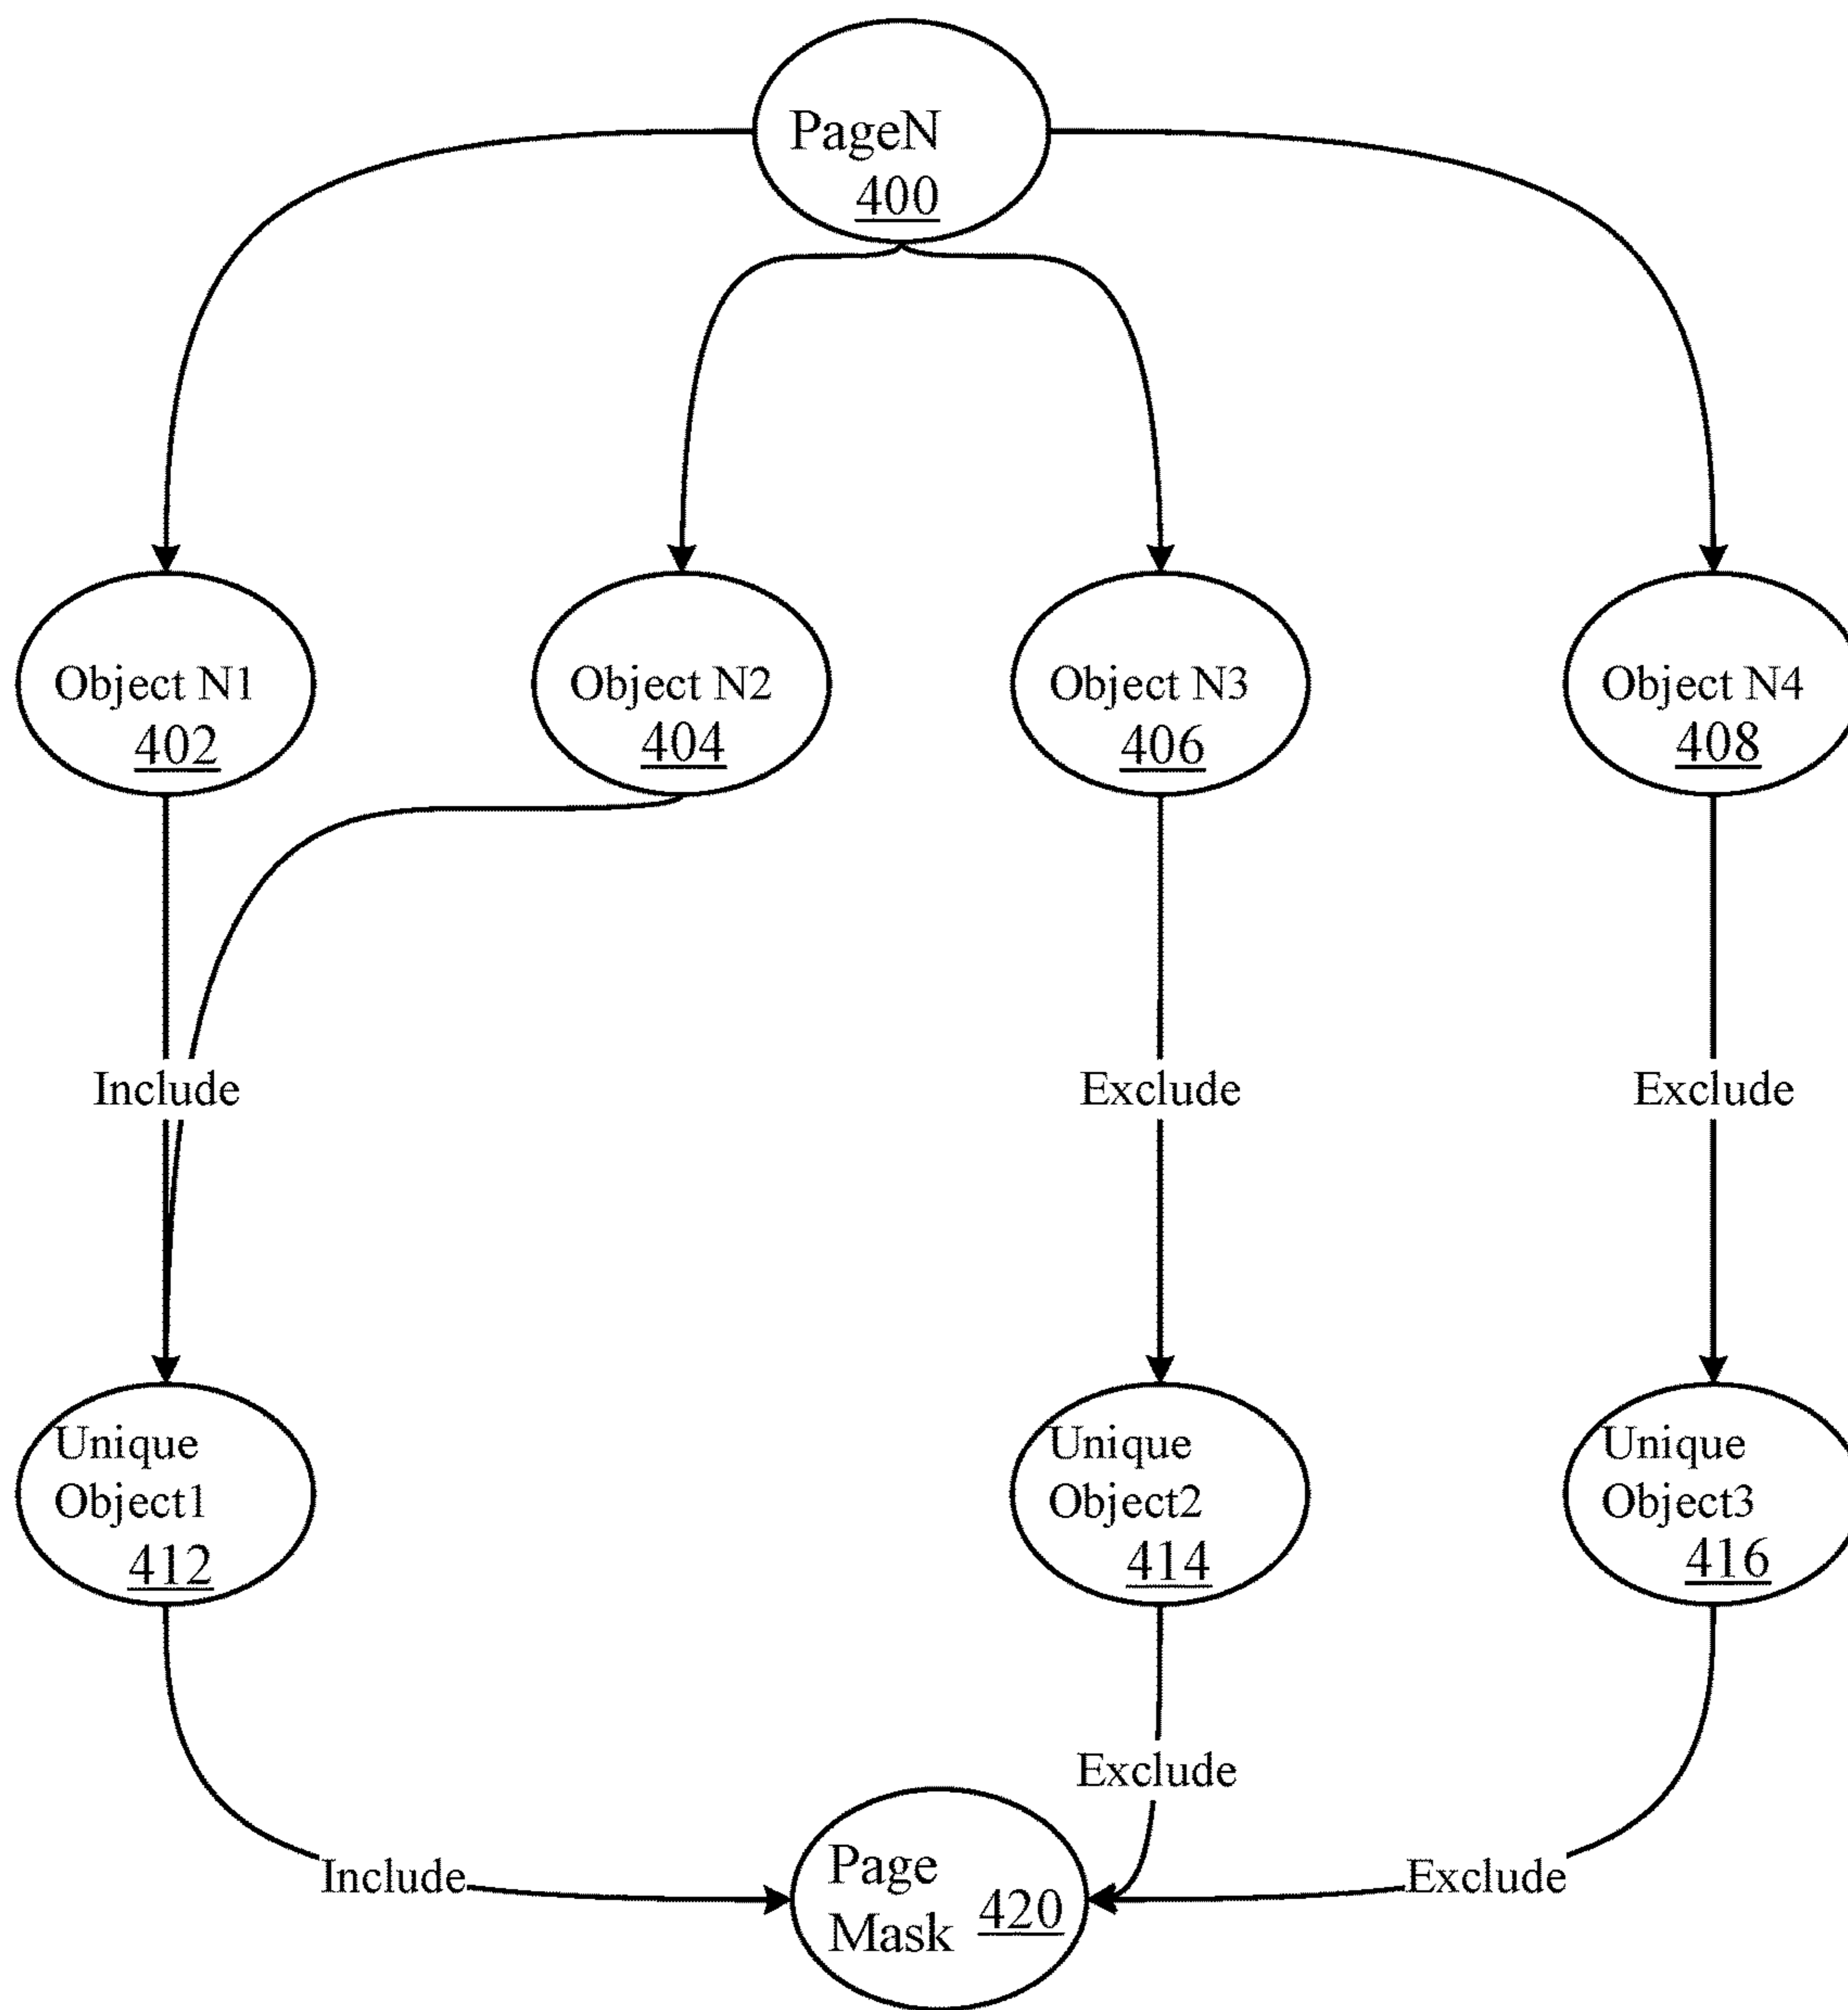 PageN
400
Object N1
402
Object N2
404
Object N3
406
Object N4
408
Include
Exclude
Exclude
Unique
Object1
412
Unique
Object2
414
Unique
Object3
416
Exclude
Include
Exclude
Page
Mask
420